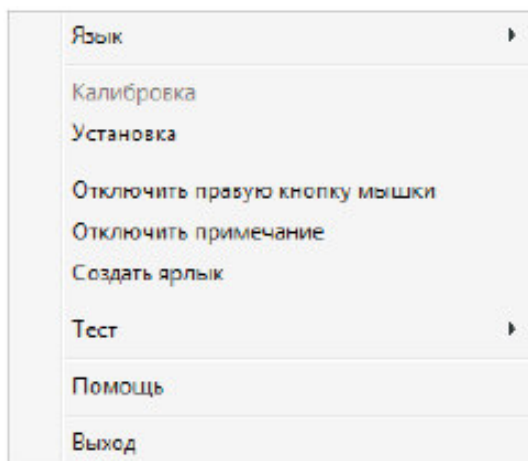 Язык
Калибровка
Установка
Отключить правую кнопку мышки
Отключить примечание
Создать ярлык
Тест
Помощь
Выход